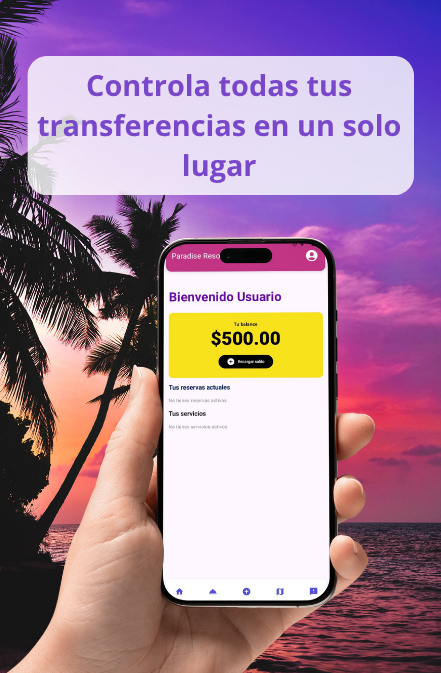 Controla todas tus
transferencias en un solo
lugar
Paradise Reso
Bienvenido Usuario
Tu balance
$500.00
Recargar saldo
Tus reservas actuales
No tienes reservas activas
Tus servicios
No tienes servicios activos